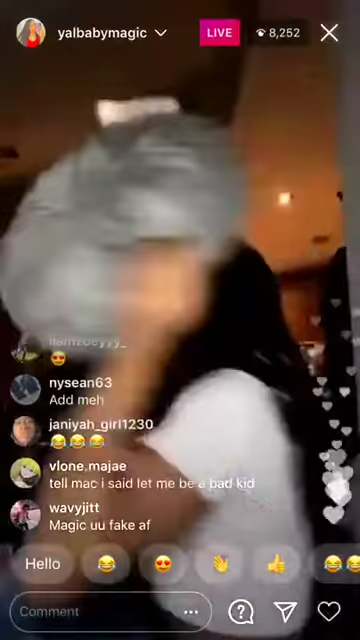 yalbabymagic
LIVE
8,252
😍
nysean63
Add meh
janiyah_girl1230
😂😂😂
vlone.majae
tell mac i said let me be a bad kid
wavyjitt
Magic uu fake af
Hello 😂 😍 👋 👍 😂😂
Comment